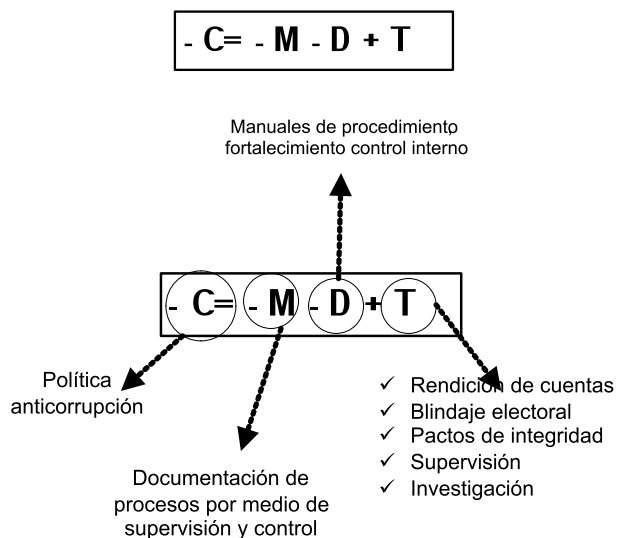 - C= - M - D + T
Manuales de procedimiento,
fortalecimiento control interno
- C= - M - D + T
Política
anticorrupción
Documentación de
procesos por medio de
supervisión y control
✓ Rendición de cuentas
✓ Blindaje electoral
✓ Pactos de integridad
✓ Supervisión
✓ Investigación